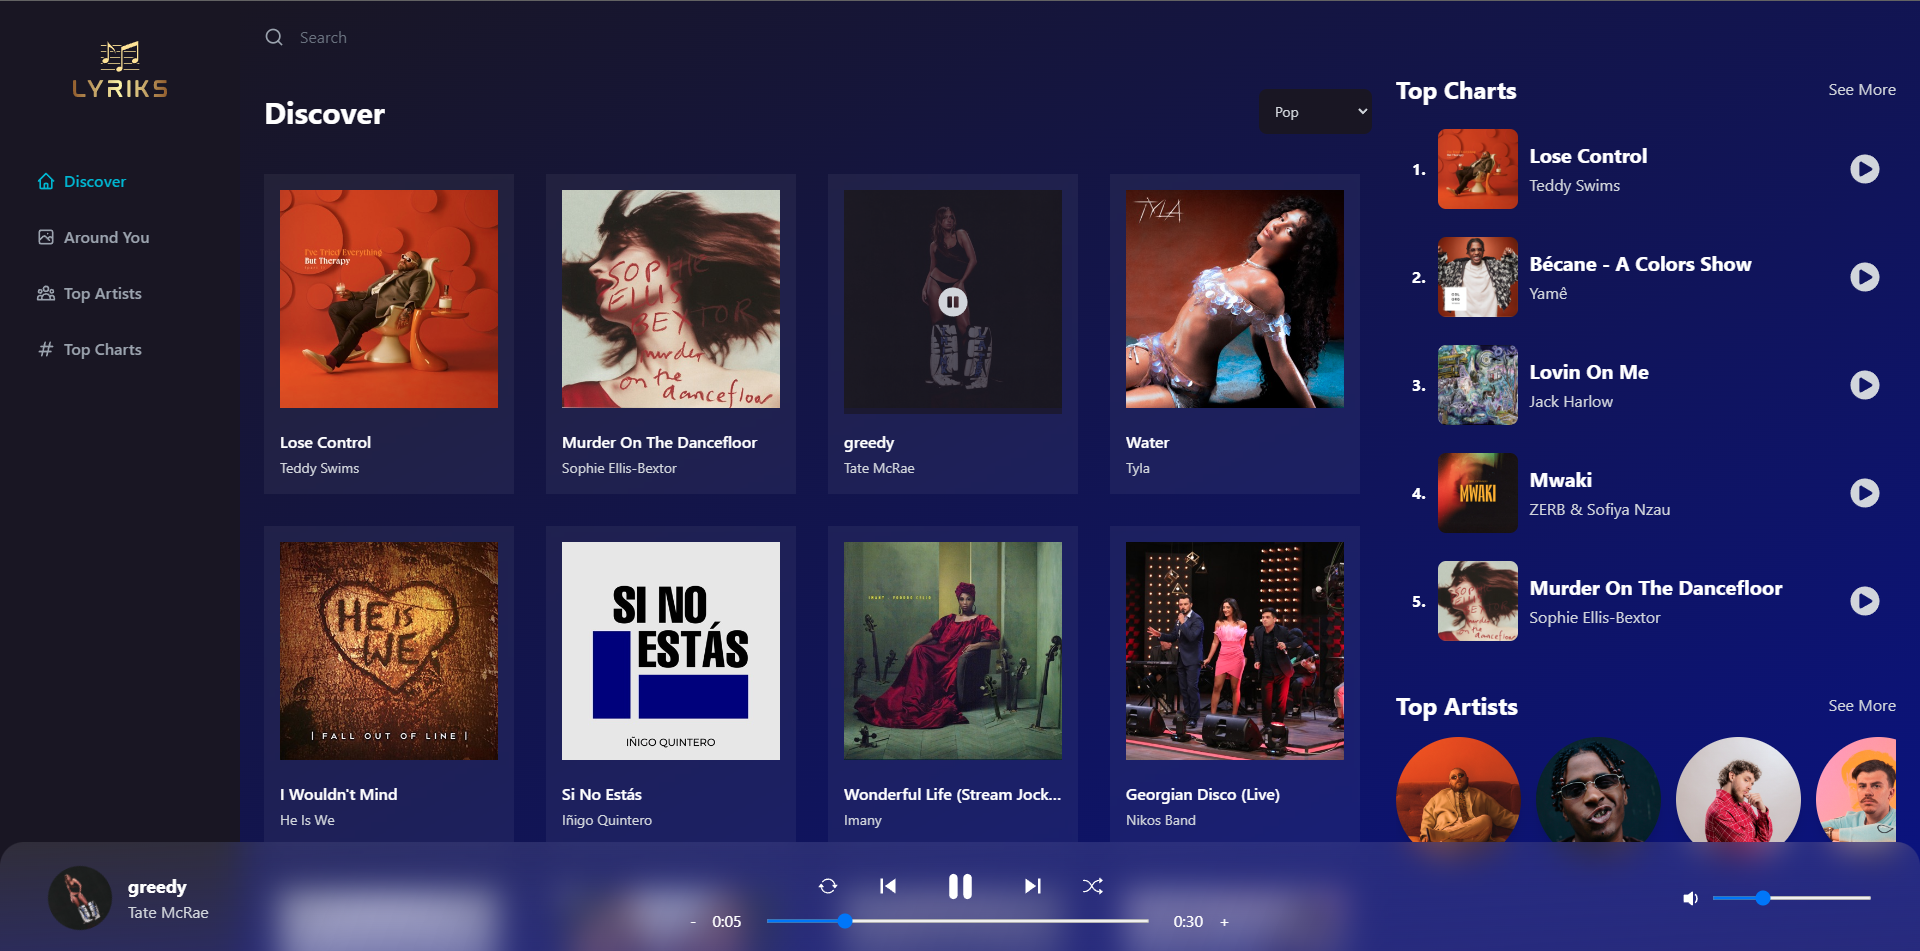 LYRIKS
Discover
Around You
Top Artists
Top Charts
Search
Discover
Pop
I've Tried Everything
But Therapy
Lose Control
Teddy Swims
SOPHIE
ELLIS
BEXTOR
murder
on the
dancefloor
Murder On The Dancefloor
Sophie Ellis-Bextor
greedy
Tate McRae
TYLA
Water
Tyla
HE IS
WE
| FALL OUT OF LINE |
I Wouldn't Mind
He Is We
SI NO
ESTÁS
IÑIGO QUINTERO
Si No Estás
Iñigo Quintero
Wonderful Life (Stream Jock...
Imany
Georgian Disco (Live)
Nikos Band
Top Charts
See More
1.
Lose Control
Teddy Swims
2.
Bécane - A Colors Show
Yamê
3.
Lovin On Me
Jack Harlow
4.
MWAKI
Mwaki
ZERB & Sofiya Nzau
5.
Murder On The Dancefloor
Sophie Ellis-Bextor
Top Artists
See More
greedy
Tate McRae
- 0:05
0:30 +